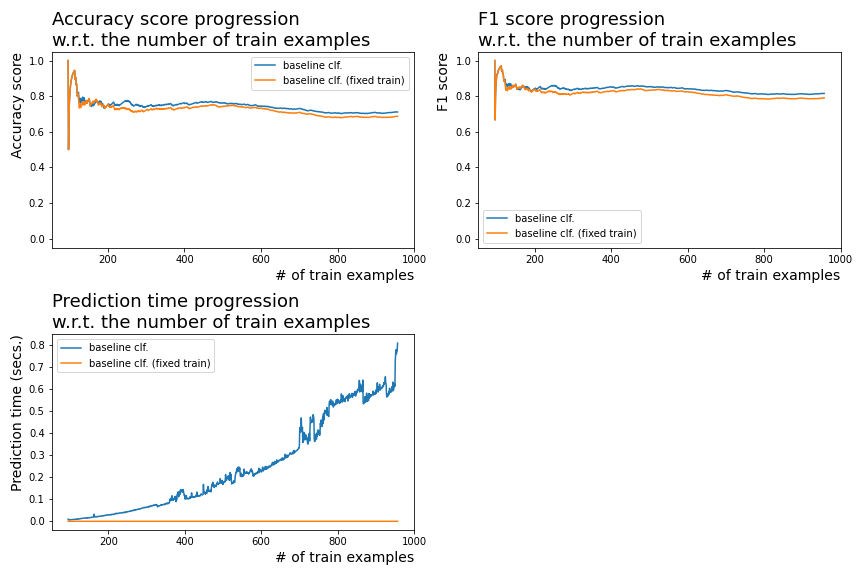 Accuracy score progression
w.r.t. the number of train examples
Accuracy score
1.0
0.8
0.6
0.4
0.2
0.0
baseline clf.
baseline clf. (fixed train)
200
400
600
800
1000
# of train examples
F1 score progression
w.r.t. the number of train examples
F1 score
1.0
0.8
0.6
0.4
0.2
0.0
baseline clf.
baseline clf. (fixed train)
200
400
600
800
1000
# of train examples
Prediction time progression
w.r.t. the number of train examples
Prediction time (secs.)
0.8
0.7
0.6
0.5
0.4
0.3
0.2
0.1
0.0
baseline clf.
baseline clf. (fixed train)
200
400
600
800
1000
# of train examples